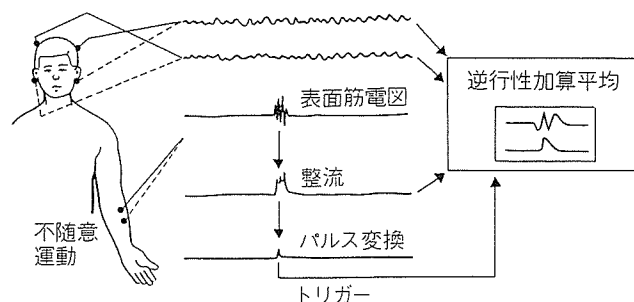 逆行性加算平均
表面筋電図
整流
不随意
運動
パルス変換
トリガー